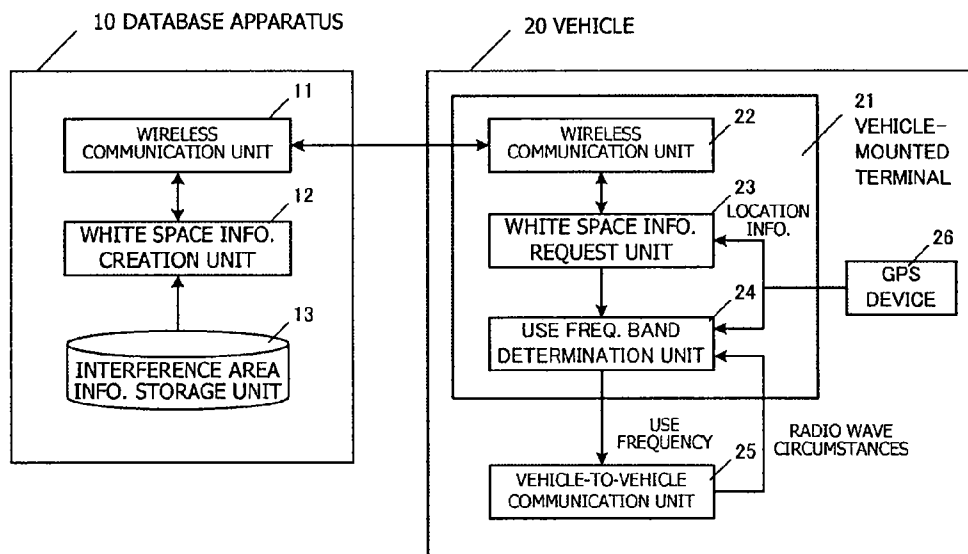 10 DATABASE APPARATUS
11
WIRELESS
COMMUNICATION UNIT
12
WHITE SPACE INFO.
CREATION UNIT
13
INTERFERENCE AREA
INFO. STORAGE UNIT
20 VEHICLE
21
VEHICLE-
MOUNTED
TERMINAL
22
WIRELESS
COMMUNICATION UNIT
23
WHITE SPACE INFO.
REQUEST UNIT
LOCATION
INFO.
26
GPS
DEVICE
24
USE FREQ. BAND
DETERMINATION UNIT
USE
FREQUENCY
RADIO WAVE
CIRCUMSTANCES
25
VEHICLE-TO-VEHICLE
COMMUNICATION UNIT